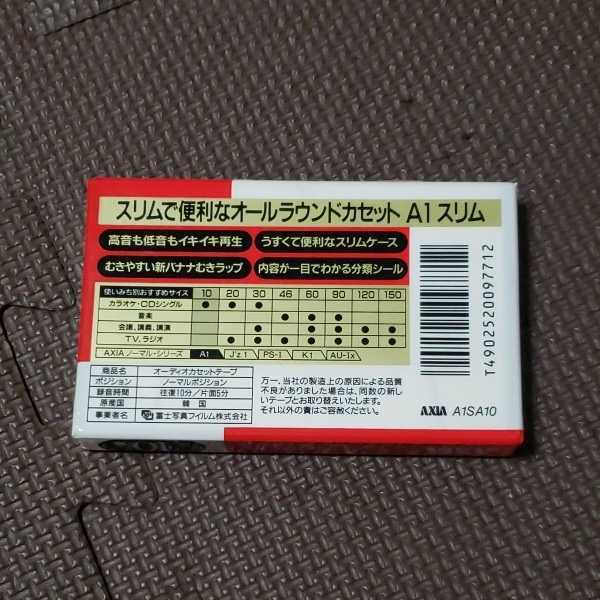 スリムで便利なオールラウンドカセット A1スリム
高音も低音もイキイキ再生
うすくて便利なスリムケース
むきやすい新バナナむきラップ
内容が一目でわかる分類シール
使いみち別おすすめサイズ 10 20 30 46 60 90 120 150
カラオケ・CDシングル ● ● ●
音楽 ● ● ●
会議、講義、講演 ● ● ● ● ●
TV、ラジオ ● ● ● ● ● ● ●
AXIAノーマル・シリーズ A1 J'z1 PS-1 K1 AU-Ix
商品名 オーディオカセットテープ
ポジション ノーマルポジション
録音時間 往復10分/片面5分
原産国 韓国
事業者名 富士写真フイルム株式会社
万一、当社の製造上の原因による品質
不良がありました場合は、同数の新し
いテープとお取り替えいたします。
それ以外の責はご容赦ください。
T4902520097712
AXIA A1SA10